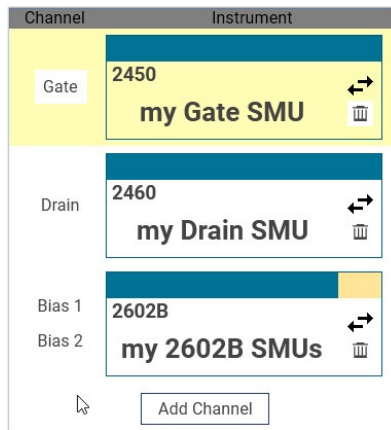 Channel Instrument
Gate
2450
my Gate SMU
Drain
2460
my Drain SMU
Bias 1
Bias 2
2602B
my 2602B SMUs
Add Channel